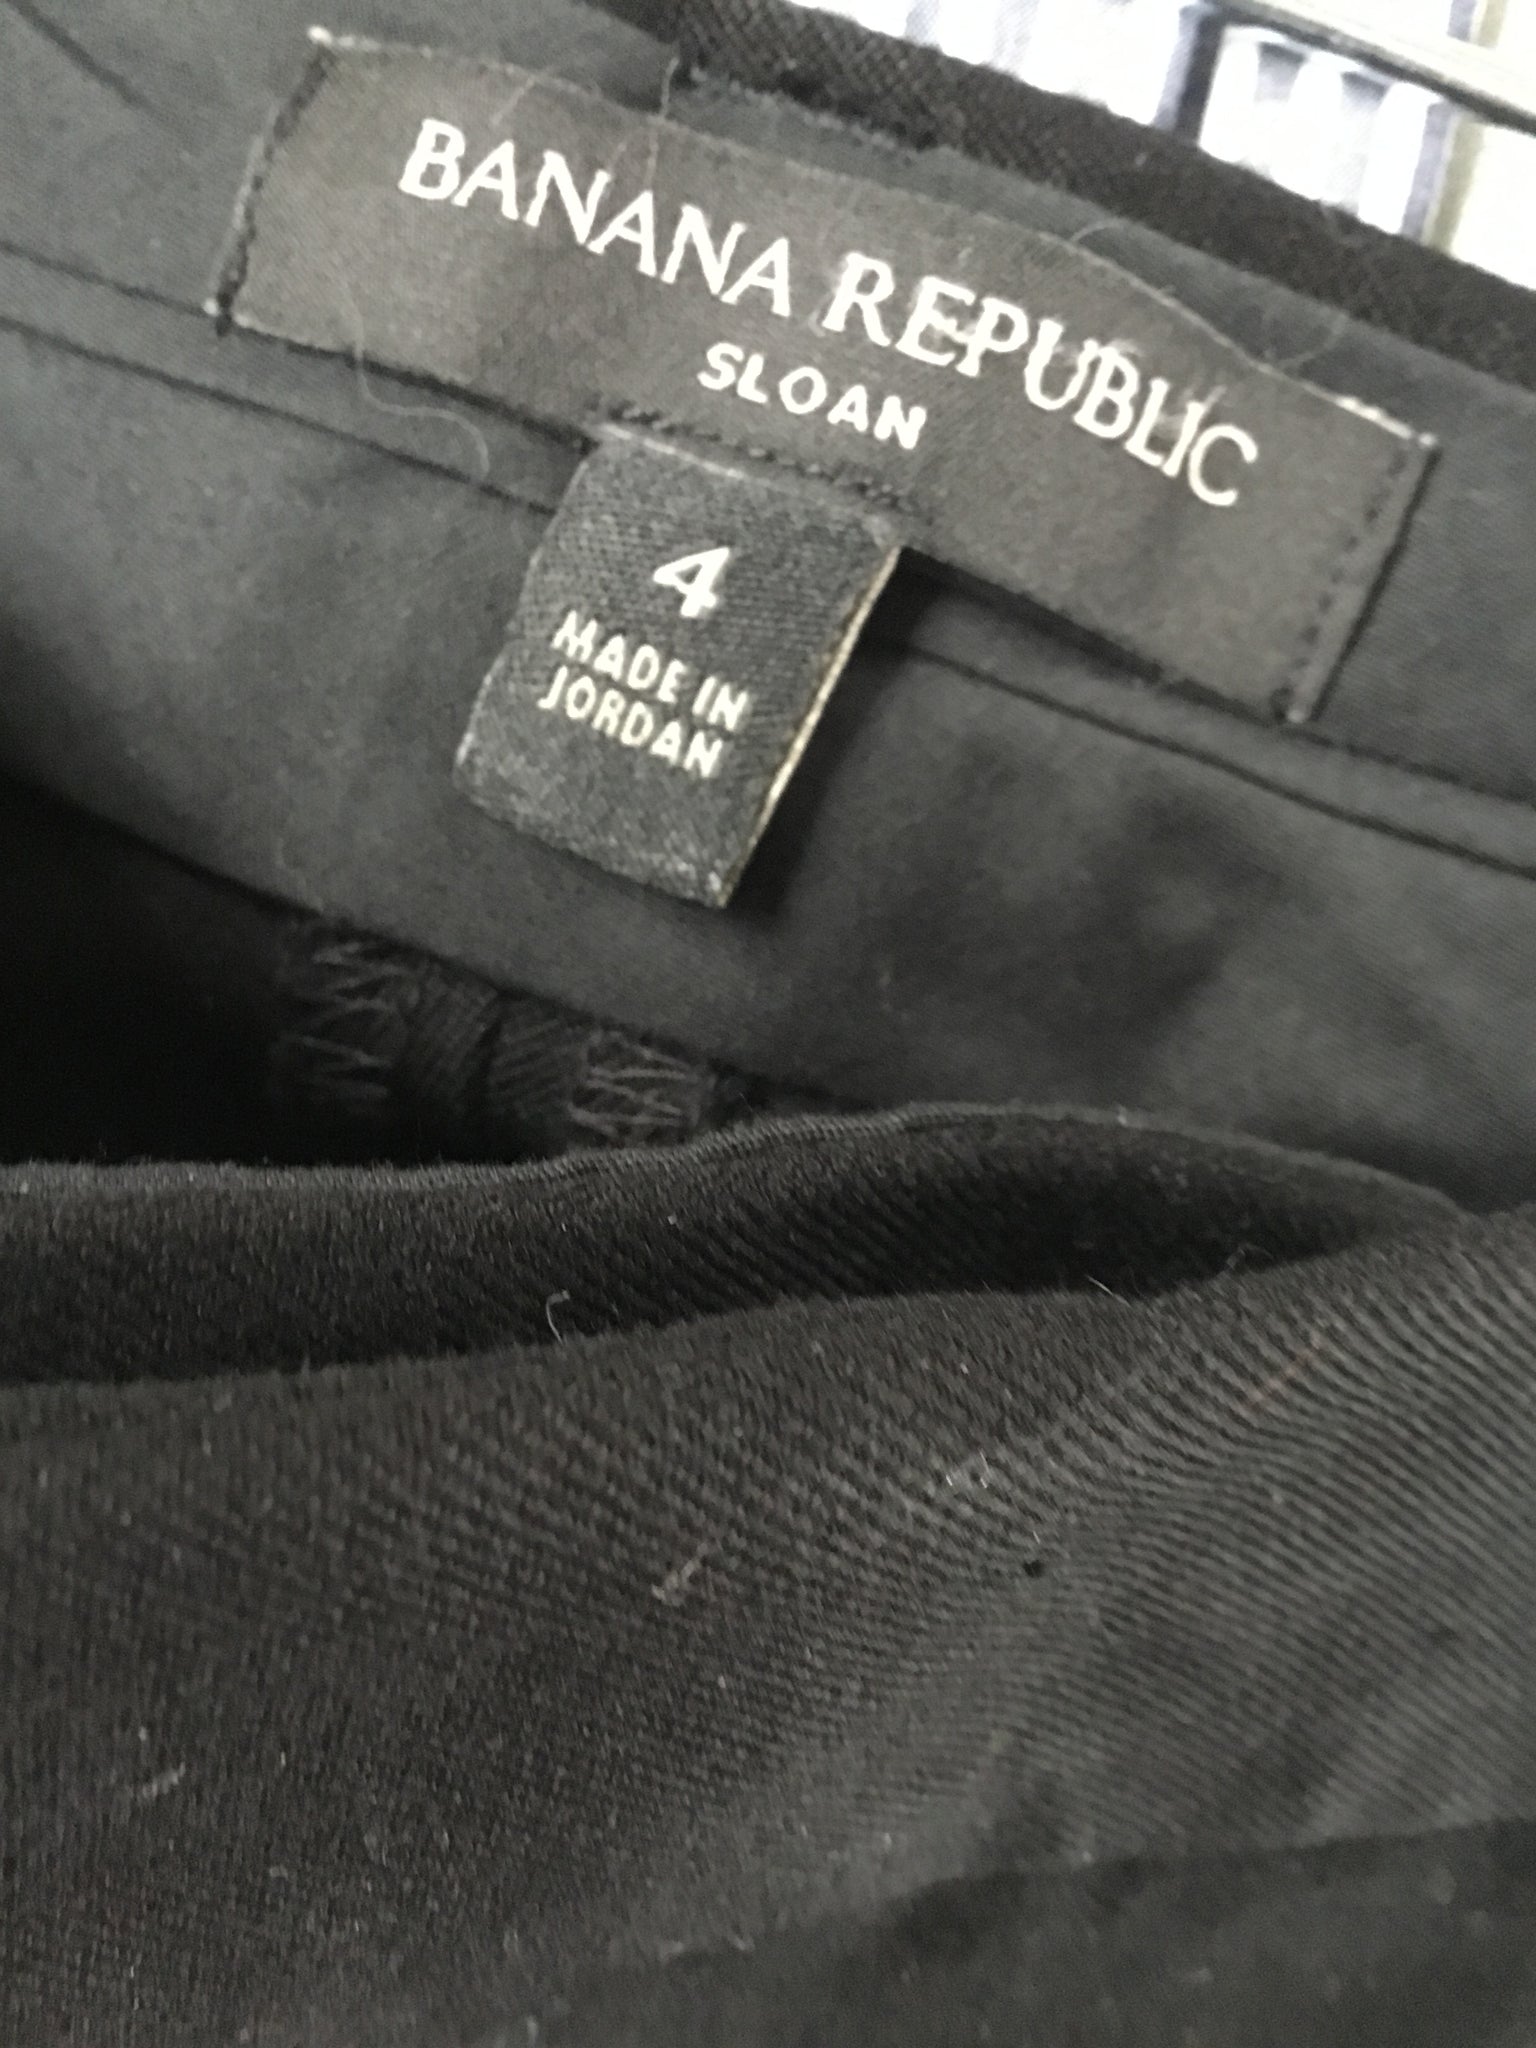 BANANA REPUBLIC
SLOAN
4
MADE IN
JORDAN